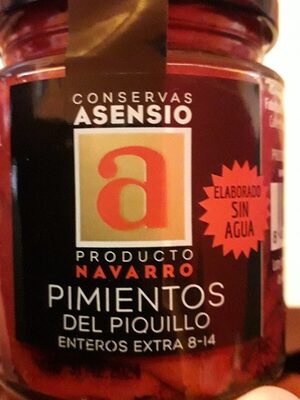 CONSERVAS
ASENSIO
a
PRODUCTO
NAVARRO
ELABORADO
SIN
AGUA
PIMIENTOS
DEL PIQUILLO
ENTEROS EXTRA 8-14